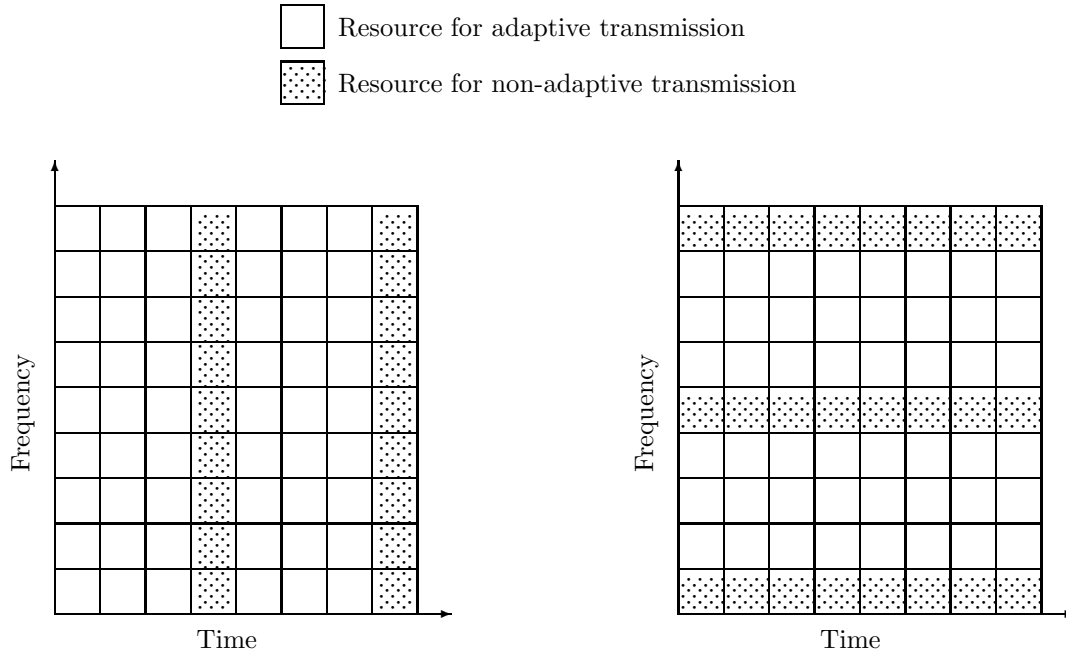 Resource for adaptive transmission
Resource for non-adaptive transmission
Frequency
Time
Frequency
Time